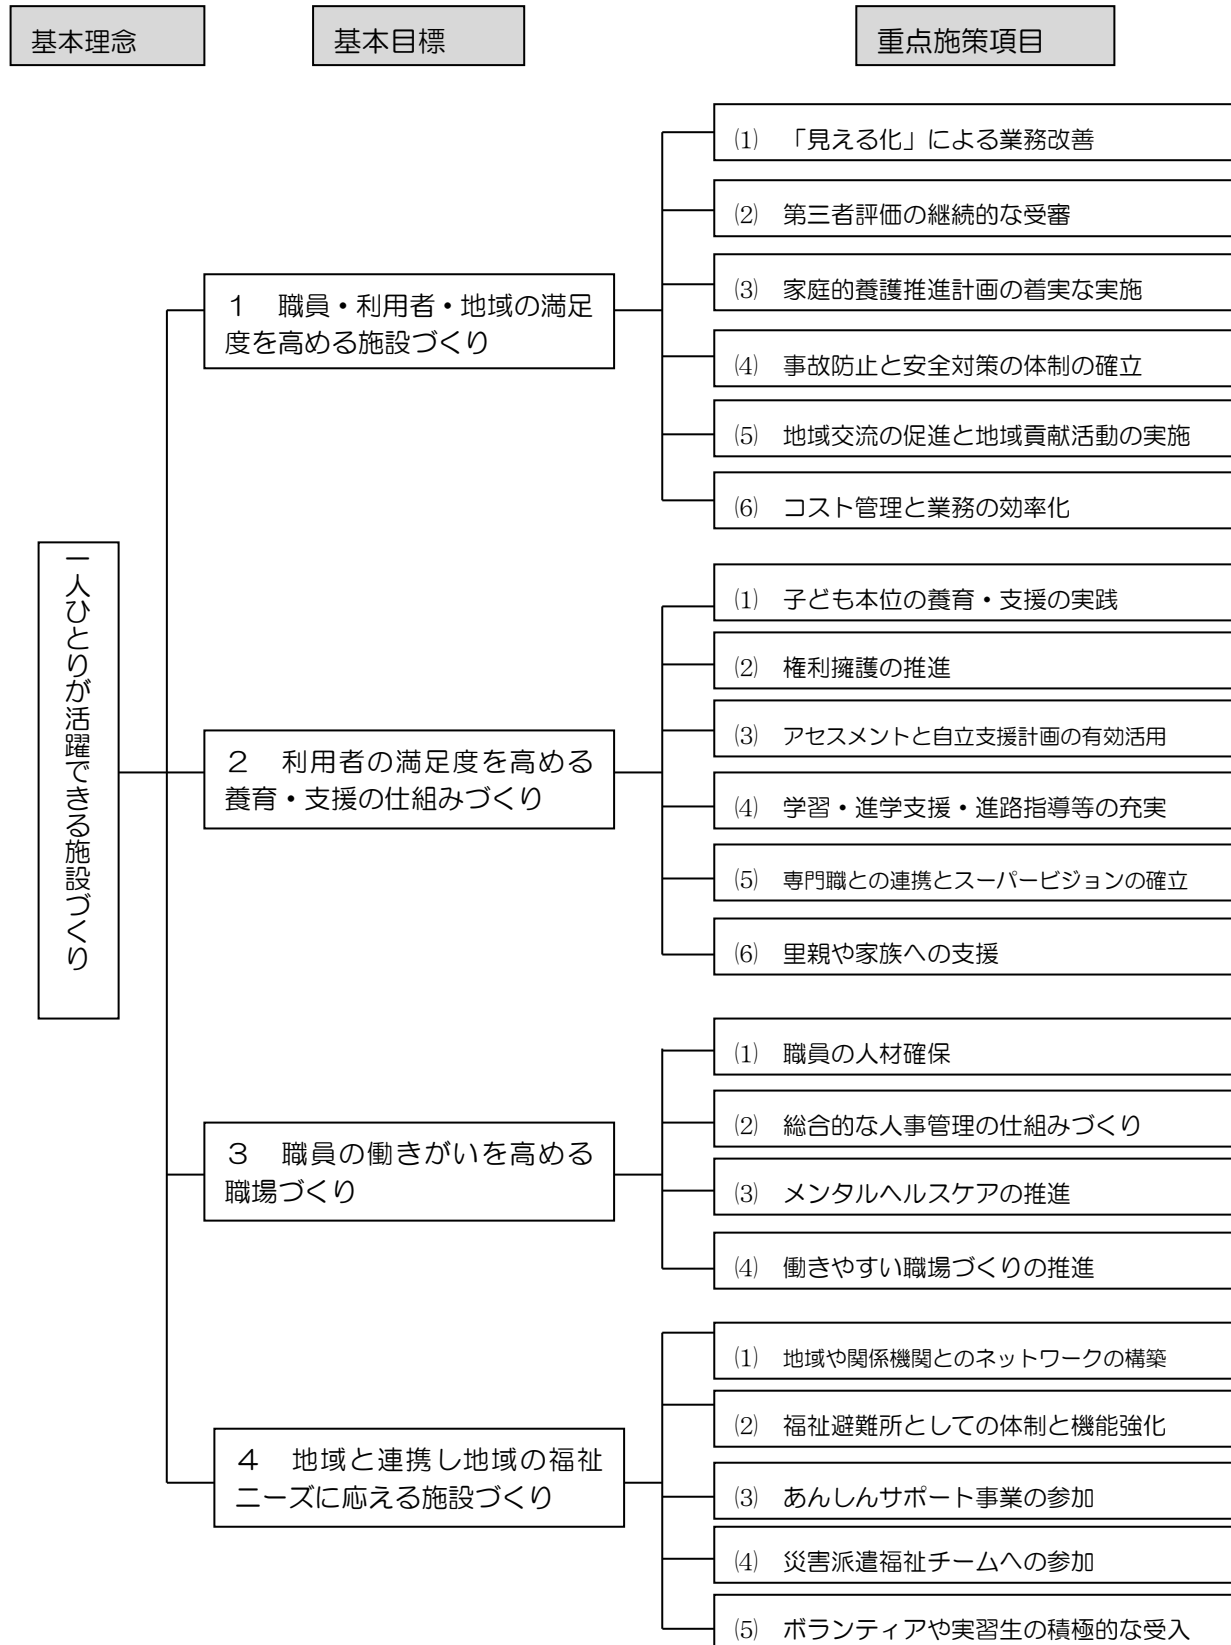 基本理念
基本目標
重点施策項目
一人ひとりが活躍できる施設づくり
1 職員・利用者・地域の満足
度を高める施設づくり
⑴ 「見える化」による業務改善
⑵ 第三者評価の継続的な受審
⑶ 家庭的養護推進計画の着実な実施
⑷ 事故防止と安全対策の体制の確立
⑸ 地域交流の促進と地域貢献活動の実施
⑹ コスト管理と業務の効率化
2 利用者の満足度を高める
養育・支援の仕組みづくり
⑴ 子ども本位の養育・支援の実践
⑵ 権利擁護の推進
⑶ アセスメントと自立支援計画の有効活用
⑷ 学習・進学支援・進路指導等の充実
⑸ 専門職との連携とスーパービジョンの確立
⑹ 里親や家族への支援
3 職員の働きがいを高める
職場づくり
⑴ 職員の人材確保
⑵ 総合的な人事管理の仕組みづくり
⑶ メンタルヘルスケアの推進
⑷ 働きやすい職場づくりの推進
4 地域と連携し地域の福祉
ニーズに応える施設づくり
⑴ 地域や関係機関とのネットワークの構築
⑵ 福祉避難所としての体制と機能強化
⑶ あんしんサポート事業の参加
⑷ 災害派遣福祉チームへの参加
⑸ ボランティアや実習生の積極的な受入